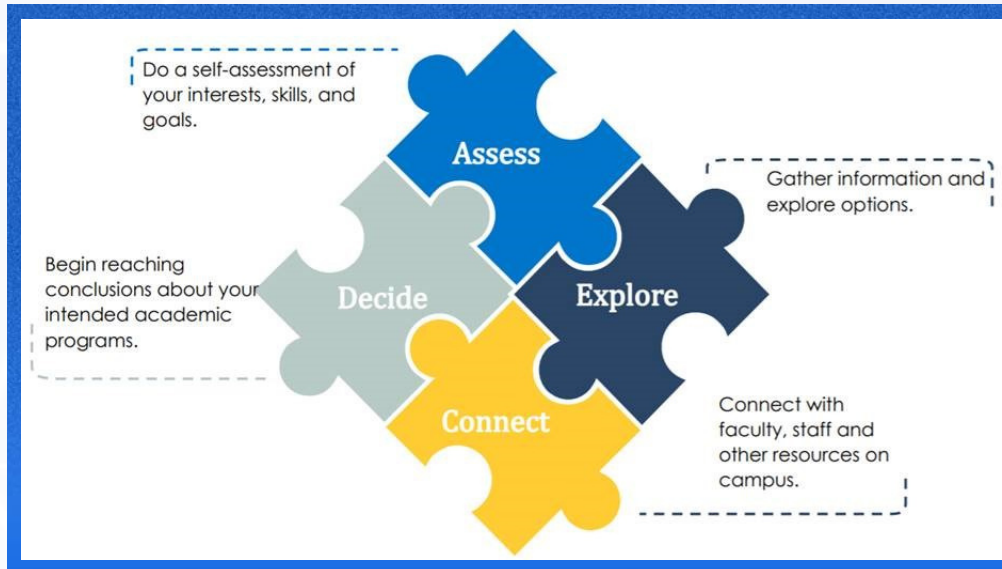 Do a self-assessment of
your interests, skills, and
goals.
Assess
Gather information and
explore options.
Explore
Begin reaching
conclusions about your
intended academic
programs.
Decide
Connect
Connect with
faculty, staff and
other resources on
campus.